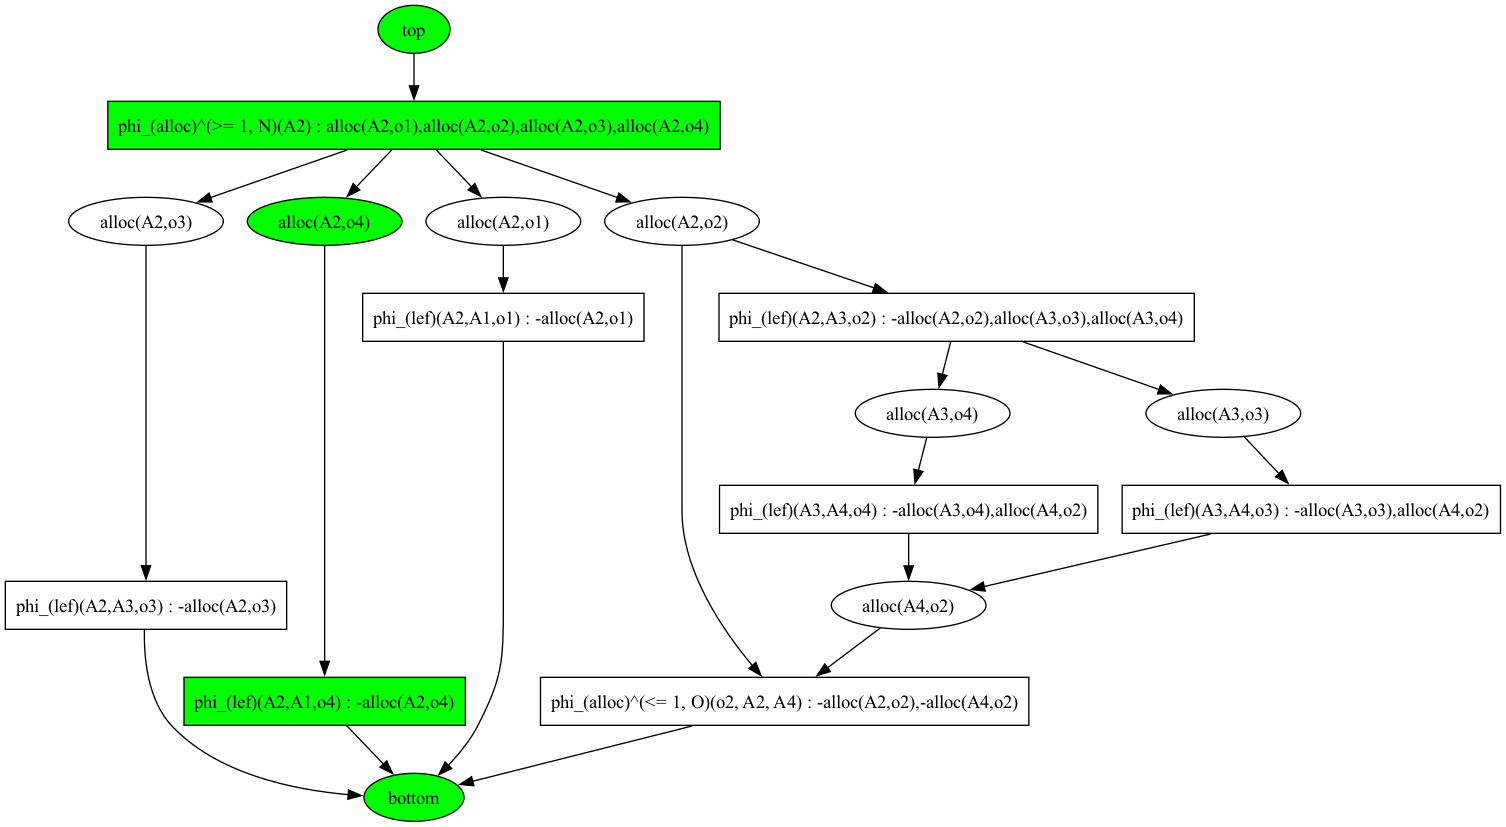 top
phi_(alloc)^(>= 1, N)(A2) : alloc(A2,o1),alloc(A2,o2),alloc(A2,o3),alloc(A2,o4)
alloc(A2,o3)
alloc(A2,o4)
alloc(A2,o1)
alloc(A2,o2)
phi_(lef)(A2,A1,o1) : -alloc(A2,o1)
phi_(lef)(A2,A3,o2) : -alloc(A2,o2),alloc(A3,o3),alloc(A3,o4)
alloc(A3,o4)
alloc(A3,o3)
phi_(lef)(A3,A4,o4) : -alloc(A3,o4),alloc(A4,o2)
phi_(lef)(A3,A4,o3) : -alloc(A3,o3),alloc(A4,o2)
phi_(lef)(A2,A3,o3) : -alloc(A2,o3)
alloc(A4,o2)
phi_(lef)(A2,A1,o4) : -alloc(A2,o4)
phi_(alloc)^(<= 1, O)(o2, A2, A4) : -alloc(A2,o2),-alloc(A4,o2)
bottom